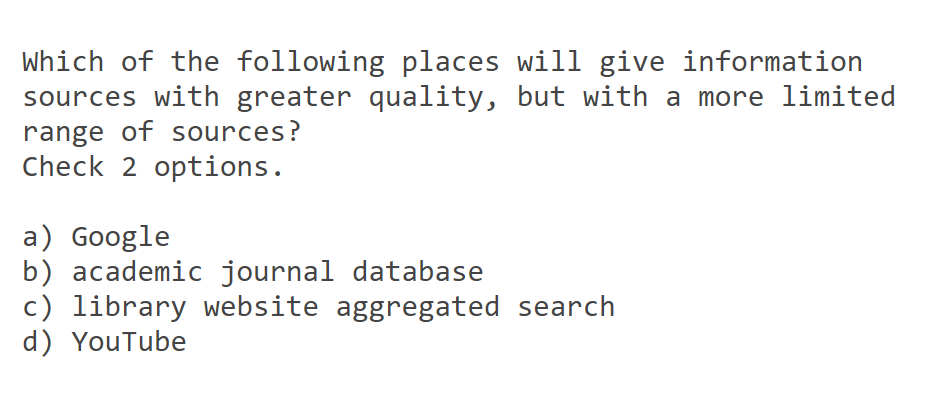 Which of the following places will give information
sources with greater quality, but with a more limited
range of sources?
Check 2 options.
a) Google
b) academic journal database
c) library website aggregated search
d) YouTube